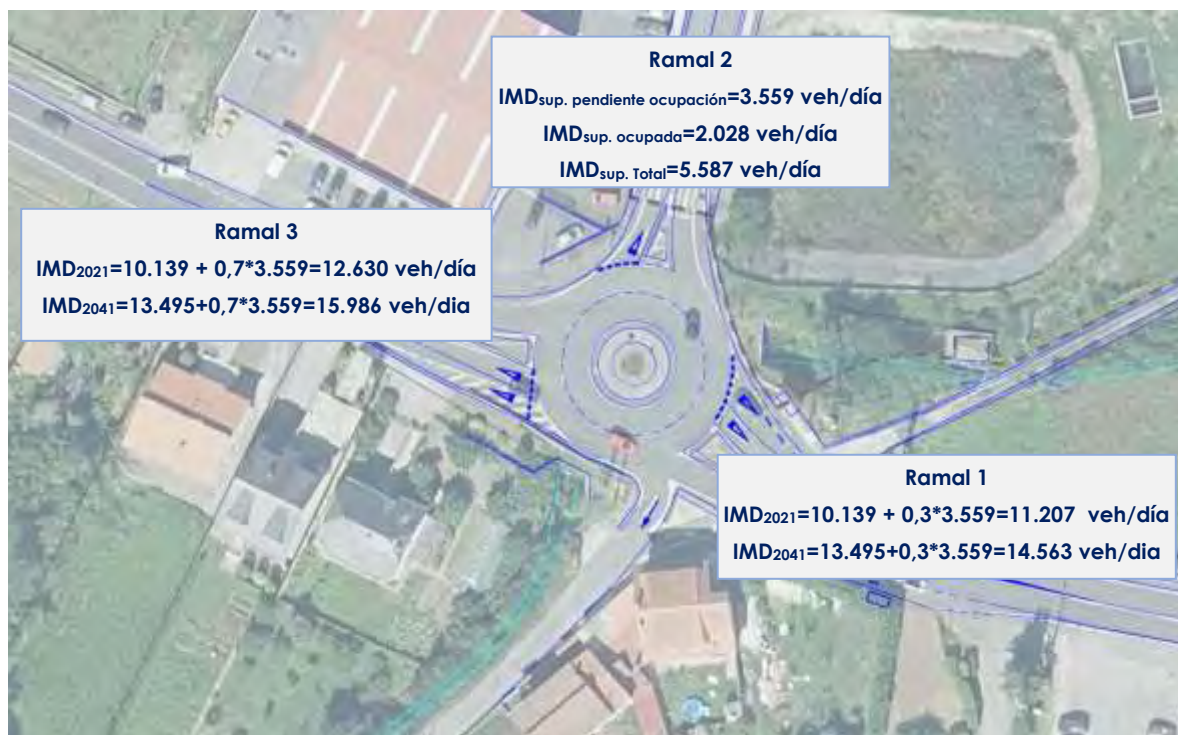 Ramal 2
IMDsup. pendiente ocupación=3.559 veh/día
IMDsup. ocupada=2.028 veh/día
IMDsup. Total=5.587 veh/día
Ramal 3
IMD2021=10.139 + 0,7*3.559=12.630 veh/día
IMD2041=13.495+0,7*3.559=15.986 veh/dia
Ramal 1
IMD2021=10.139 + 0,3*3.559=11.207 veh/día
IMD2041=13.495+0,3*3.559=14.563 veh/dia